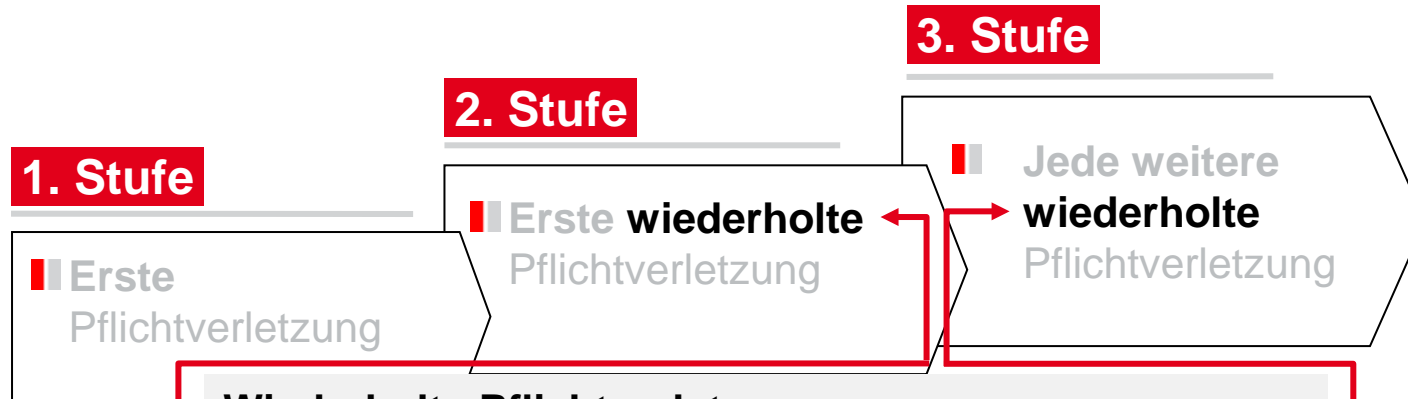 1. Stufe
Erste
Pflichtverletzung
2. Stufe
Erste wiederholte
Pflichtverletzung
3. Stufe
Jede weitere
wiederholte
Pflichtverletzung